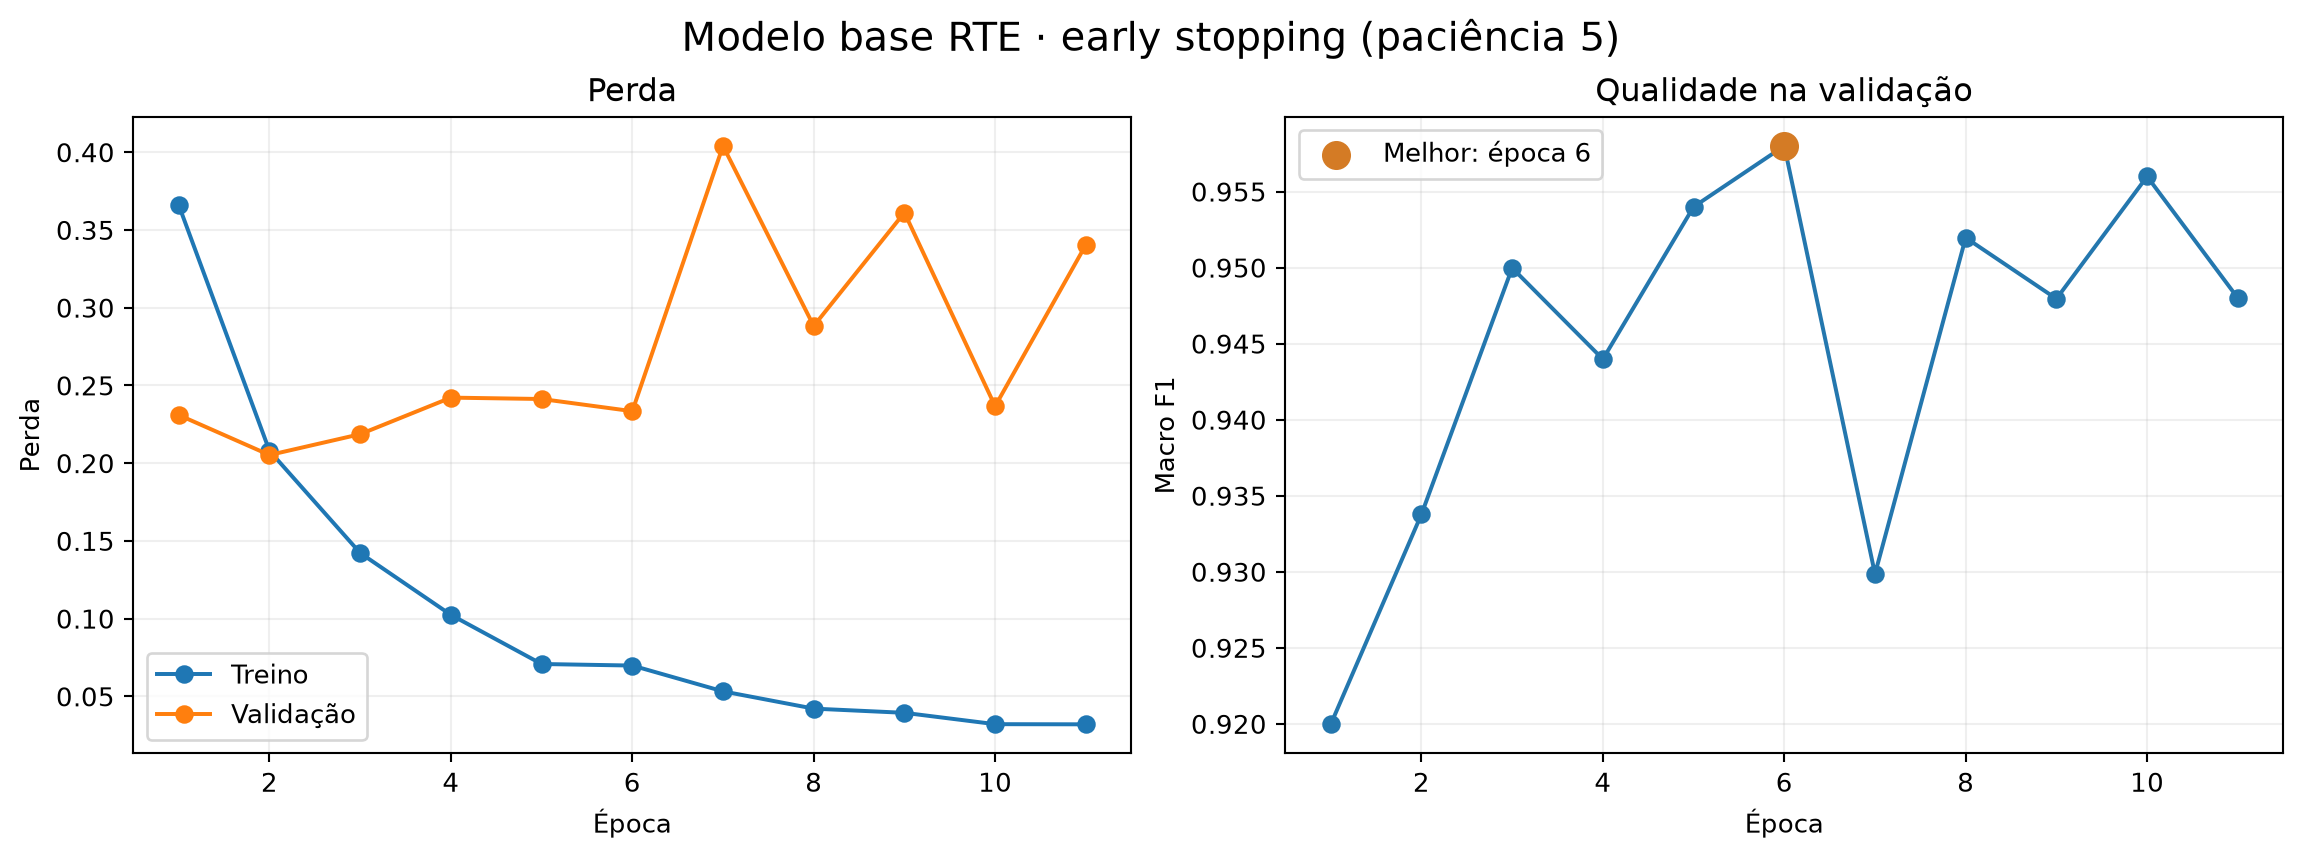 Modelo base RTE · early stopping (paciência 5)
Perda
0.40
0.35
0.30
0.25
0.20
0.15
0.10
0.05
Perda
Treino
Validação
2
4
6
8
10
Época
Qualidade na validação
Melhor: época 6
0.955
0.950
0.945
0.940
0.935
0.930
0.925
0.920
Macro F1
2
4
6
8
10
Época